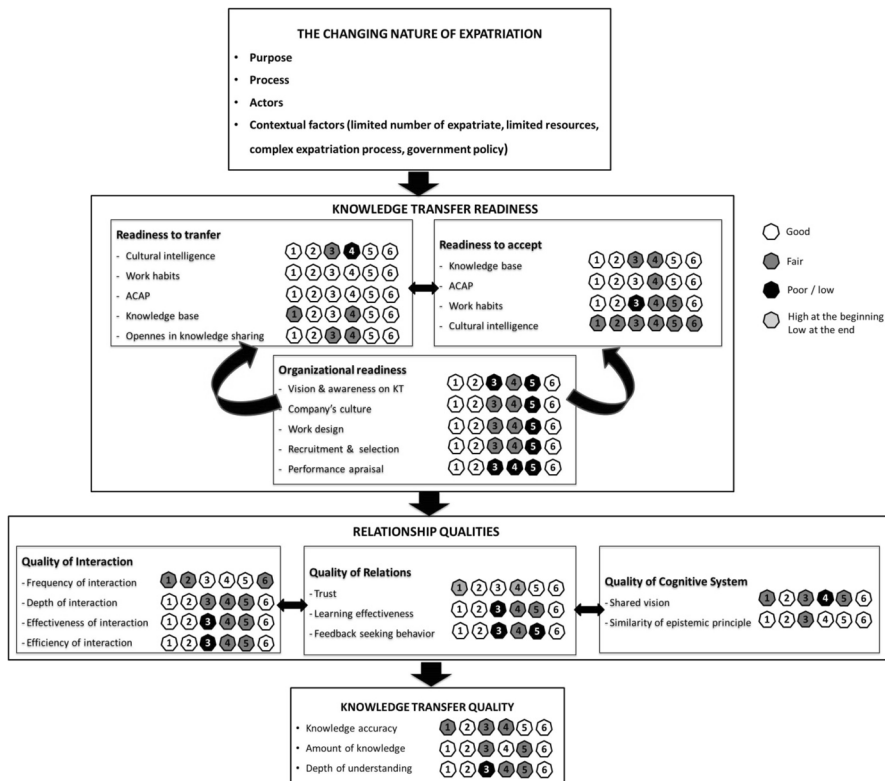 THE CHANGING NATURE OF EXPATRIATION
• Purpose
• Process
• Actors
• Contextual factors (limited number of expatriate, limited resources,
complex expatriation process, government policy)
KNOWLEDGE TRANSFER READINESS
Readiness to tranfer
- Cultural intelligence 1 2 3 4 5 6
- Work habits 1 2 3 4 5 6
- ACAP 1 2 3 4 5 6
- Knowledge base 1 2 3 4 5 6
- Opennes in knowledge sharing 1 2 3 4 5 6
Readiness to accept
- Knowledge base 1 2 3 4 5 6
- ACAP 1 2 3 4 5 6
- Work habits 1 2 3 4 5 6
- Cultural intelligence 1 2 3 4 5 6
Good
Fair
Poor / low
High at the beginning
Low at the end
Organizational readiness
- Vision & awareness on KT 1 2 3 4 5 6
- Company's culture 1 2 3 4 5 6
- Work design 1 2 3 4 5 6
- Recruitment & selection 1 2 3 4 5 6
- Performance appraisal 1 2 3 4 5 6
RELATIONSHIP QUALITIES
Quality of Interaction
- Frequency of interaction 1 2 3 4 5 6
- Depth of interaction 1 2 3 4 5 6
- Effectiveness of interaction 1 2 3 4 5 6
- Efficiency of interaction 1 2 3 4 5 6
Quality of Relations
- Trust 1 2 3 4 5 6
- Learning effectiveness 1 2 3 4 5 6
- Feedback seeking behavior 1 2 3 4 5 6
Quality of Cognitive System
- Shared vision 1 2 3 4 5 6
- Similarity of epistemic principle 1 2 3 4 5 6
KNOWLEDGE TRANSFER QUALITY
• Knowledge accuracy 1 2 3 4 5 6
• Amount of knowledge 1 2 3 4 5 6
• Depth of understanding 1 2 3 4 5 6